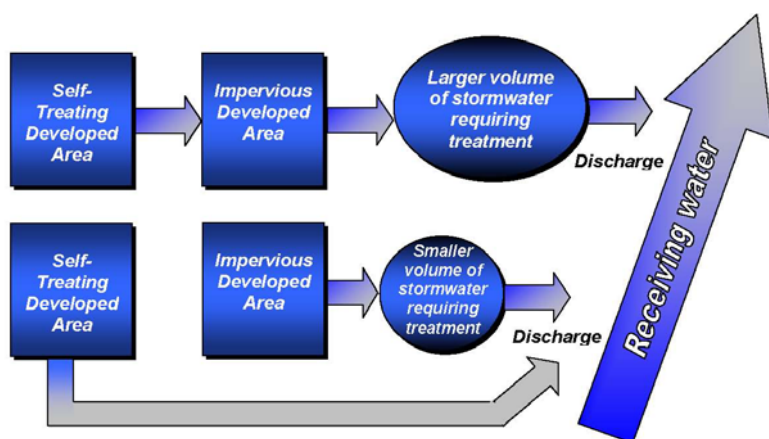 Self-
Treating
Developed
Area
Impervious
Developed
Area
Larger volume
of stormwater
requiring
treatment
Discharge
Self-
Treating
Developed
Area
Impervious
Developed
Area
Smaller
volume of
stormwater
requiring
treatment
Discharge
Receiving water